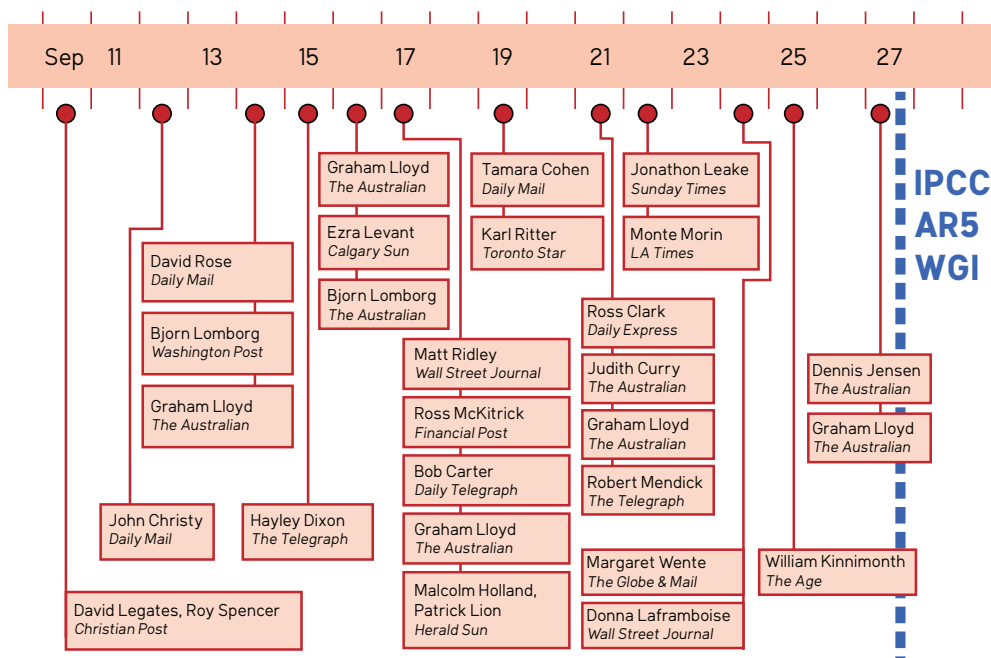 Sep 11 13 15 17 19 21 23 25 27
IPCC
AR5
WGI
Graham Lloyd
The Australian
Ezra Levant
Calgary Sun
Bjorn Lomborg
The Australian
Tamara Cohen
Daily Mail
Karl Ritter
Toronto Star
Jonathon Leake
Sunday Times
Monte Morin
LA Times
David Rose
Daily Mail
Bjorn Lomborg
Washington Post
Graham Lloyd
The Australian
Matt Ridley
Wall Street Journal
Ross McKitrick
Financial Post
Bob Carter
Daily Telegraph
Graham Lloyd
The Australian
Malcolm Holland,
Patrick Lion
Herald Sun
Ross Clark
Daily Express
Judith Curry
The Australian
Graham Lloyd
The Australian
Robert Mendick
The Telegraph
Dennis Jensen
The Australian
Graham Lloyd
The Australian
John Christy
Daily Mail
Hayley Dixon
The Telegraph
Margaret Wente
The Globe & Mail
Donna Laframboise
Wall Street Journal
William Kinnimonth
The Age
David Legates, Roy Spencer
Christian Post